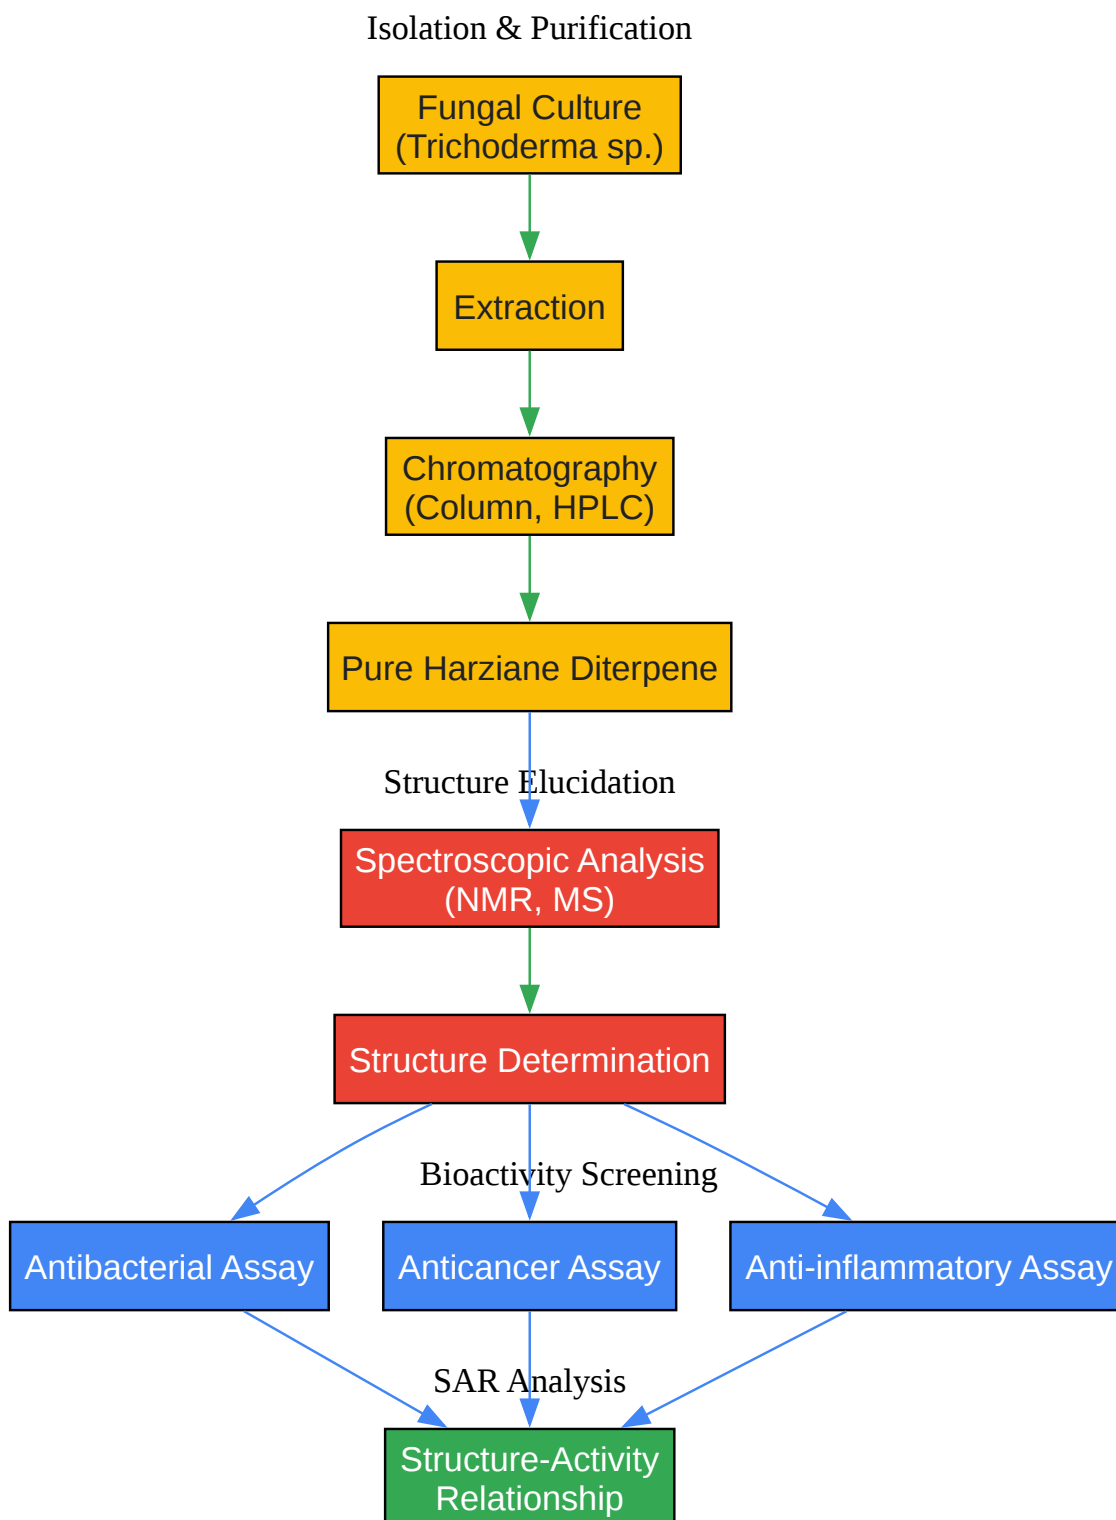 Isolation & Purification
Fungal Culture
(Trichoderma sp.)
Extraction
Chromatography
(Column, HPLC)
Pure Harziane Diterpene
Structure Elucidation
Spectroscopic Analysis
(NMR, MS)
Structure Determination
Bioactivity Screening
Antibacterial Assay
Anticancer Assay
Anti-inflammatory Assay
SAR Analysis
Structure-Activity
Relationship